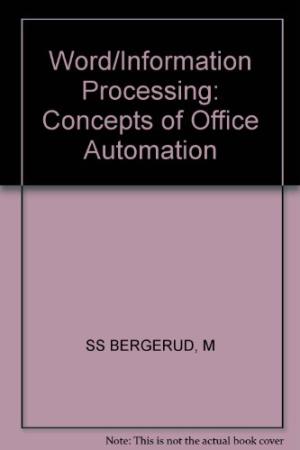 Word/Information
Processing:
Concepts of Office
Automation
SS BERGERUD, M
Note: This is not the actual book cover